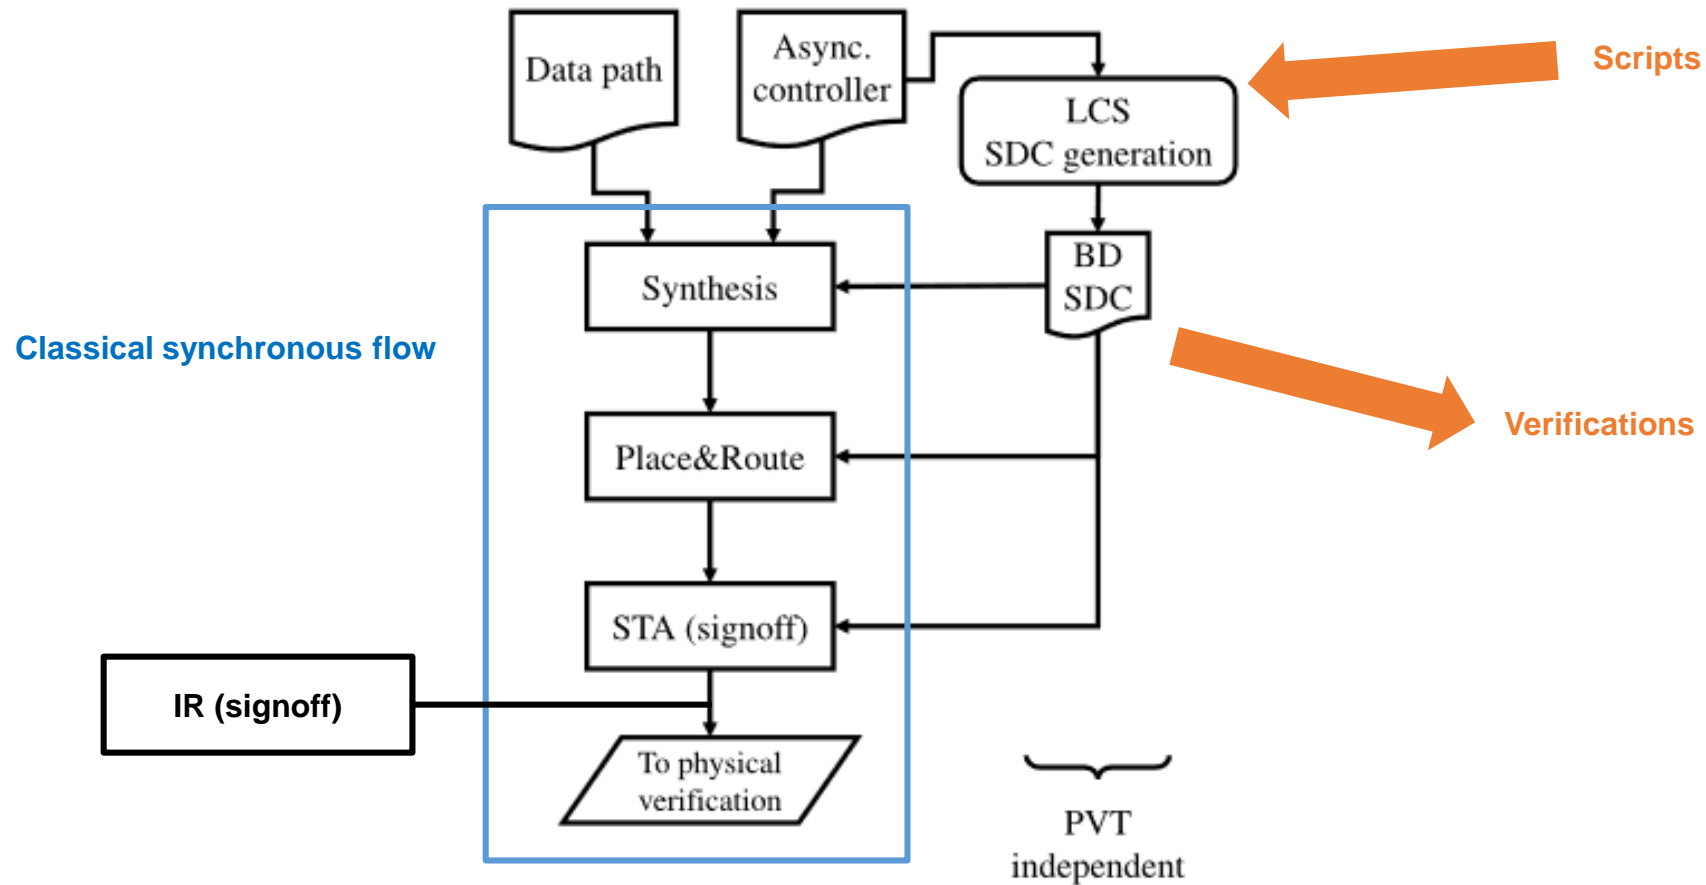 Data path
Async.
controller
Scripts
LCS
SDC generation
BD
SDC
Synthesis
Classical synchronous flow
Verifications
Place&Route
STA (signoff)
IR (signoff)
To physical
verification
PVT
independent